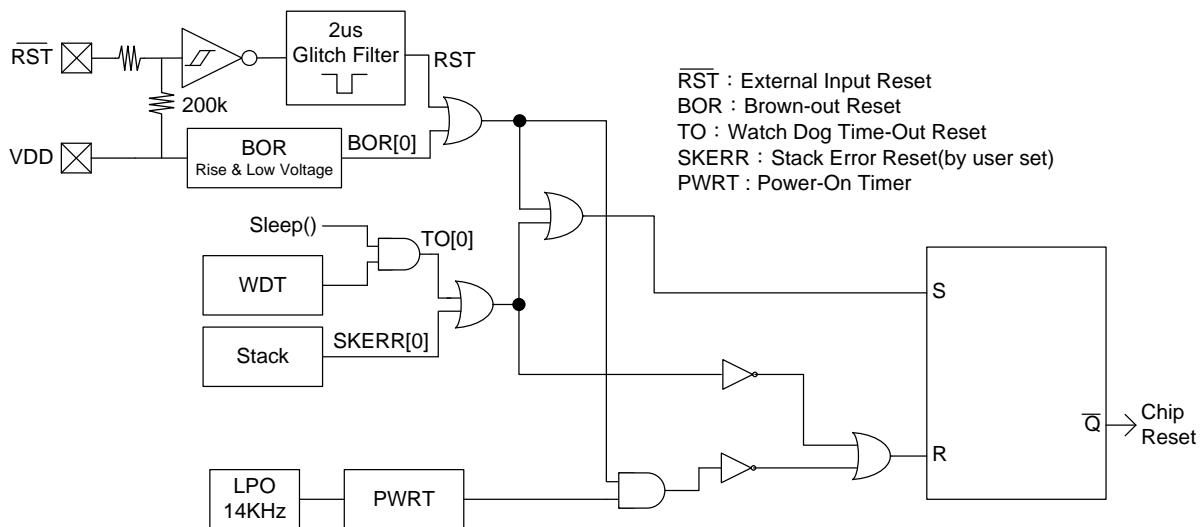 2us
Glitch Filter
RST
RST
200k
VDD
BOR
Rise & Low Voltage
BOR[0]
RST：External Input Reset
BOR：Brown-out Reset
TO：Watch Dog Time-Out Reset
SKERR：Stack Error Reset(by user set)
PWRT : Power-On Timer
Sleep()
TO[0]
WDT
Stack
SKERR[0]
S
Q
Chip
Reset
R
LPO
14KHz
PWRT